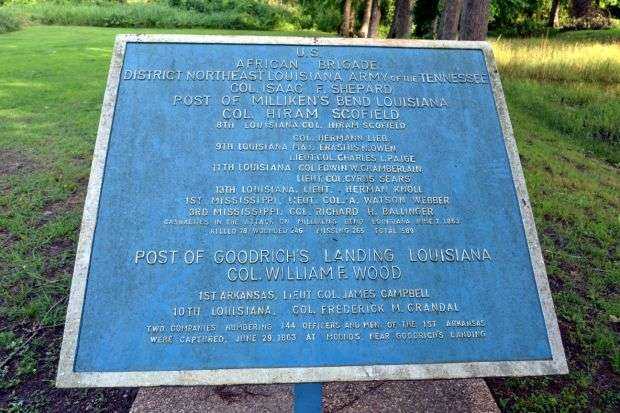 U.S.
AFRICAN BRIGADE
DISTRICT NORTHEAST LOUISIANA ARMY OF THE TENNESSEE
COL. ISAAC F. SHEPARD
POST OF MILLIKEN'S BEND LOUISIANA
COL. HIRAM SCOFIELD
8TH LOUISIANA COL. HIRAM SCOFIELD
COL. HERMANN LIEB
9TH LOUISIANA MAJ. ERASTUS N. OWEN
LIEUT. COL. CHARLES L. PAIGE
11TH LOUISIANA COL. EDWIN W. CHAMBERLAIN
LIEUT. COL. CYRUS SEARS
13TH LOUISIANA, LIEUT. HERMAN KNOLL
1ST MISSISSIPPI, LIEUT. COL. A. WATSON WEBBER
3RD MISSISSIPPI, COL. RICHARD H. BALLINGER
CASUALTIES IN THE ATTACK ON MILLIKENS BEND LOUISIANA JUNE 7, 1863
KILLED 78 WOUNDED 246 MISSING 265 TOTAL 589
POST OF GOODRICH'S LANDING LOUISIANA
COL. WILLIAM F. WOOD
1ST ARKANSAS, LIEUT. COL. JAMES CAMPBELL
10TH LOUISIANA, COL. FREDERICK M. CRANDAL
TWO COMPANIES NUMBERING 144 OFFICERS AND MEN, OF THE 1ST ARKANSAS
WERE CAPTURED, JUNE 29, 1863 AT MOUNDS, NEAR GOODRICH'S LANDING